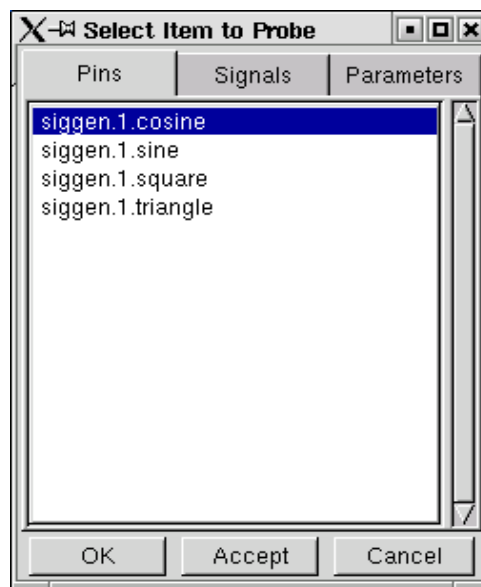 Select Item to Probe
Pins Signals Parameters
siggen.1.cosine
siggen.1.sine
siggen.1.square
siggen.1.triangle
OK Accept Cancel